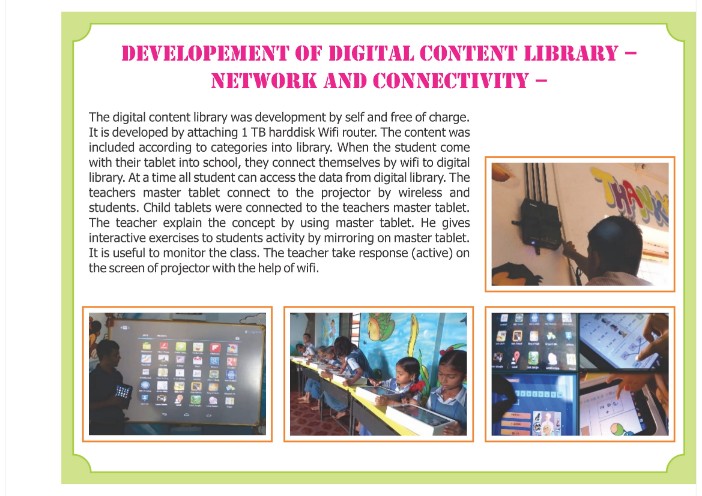 DEVELOPEMENT OF DIGITAL CONTENT LIBRARY –
NETWORK AND CONNECTIVITY –
The digital content library was development by self and free of charge.
It is developed by attaching 1 TB harddisk Wifi router. The content was
included according to categories into library. When the student come
with their tablet into school, they connect themselves by wifi to digital
library. At a time all student can access the data from digital library. The
teachers master tablet connect to the projector by wireless and
students. Child tablets were connected to the teachers master tablet.
The teacher explain the concept by using master tablet. He gives
interactive exercises to students activity by mirroring on master tablet.
It is useful to monitor the class. The teacher take response (active) on
the screen of projector with the help of wifi.